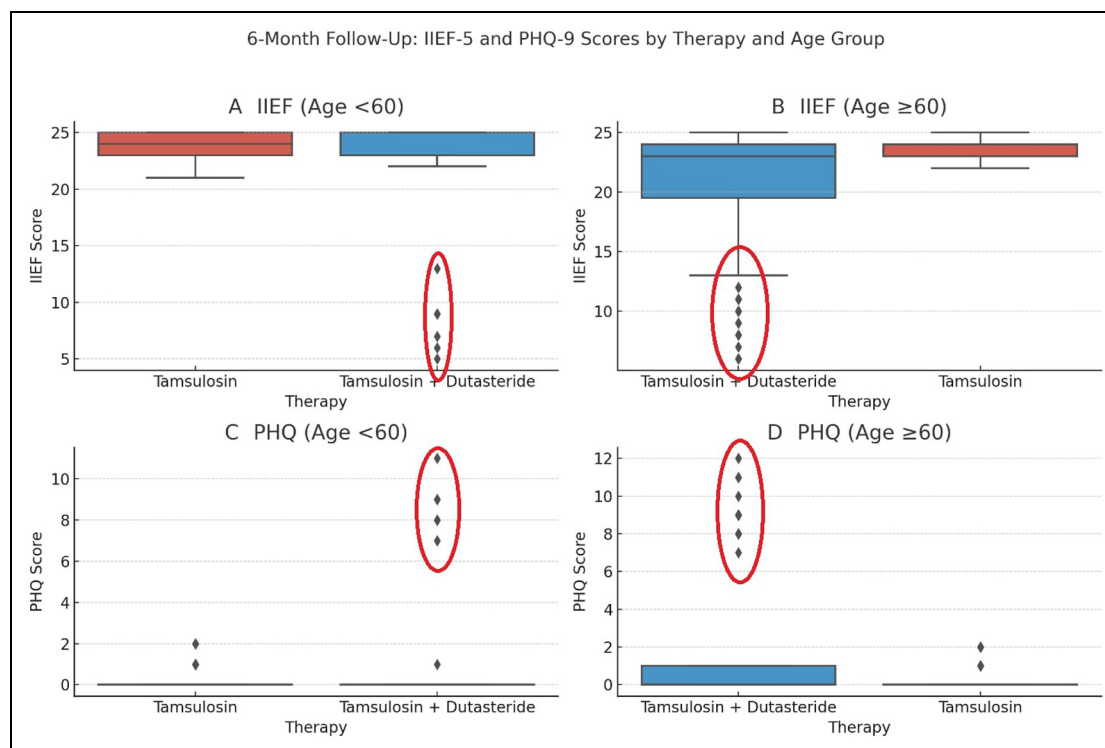 6-Month Follow-Up: IIEF-5 and PHQ-9 Scores by Therapy and Age Group
A IIEF (Age <60)
25
20
15
10
5
IIEF Score
Tamsulosin
Tamsulosin + Dutasteride
Therapy
B IIEF (Age ≥60)
25
20
15
10
IIEF Score
Tamsulosin + Dutasteride
Tamsulosin
Therapy
C PHQ (Age <60)
10
8
6
4
2
0
PHQ Score
Tamsulosin
Tamsulosin + Dutasteride
Therapy
D PHQ (Age ≥60)
12
10
8
6
4
2
0
PHQ Score
Tamsulosin + Dutasteride
Tamsulosin
Therapy